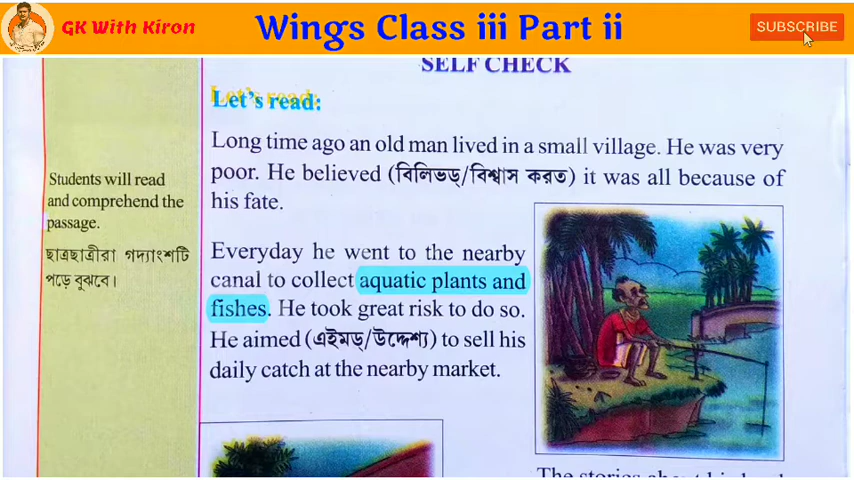 GK With Kiron
Wings Class iii Part ii
SUBSCRIBE
SELF CHECK
Let's read:
Long time ago an old man lived in a small village. He was very
poor. He believed (বিলিভড্/বিশ্বাস করত) it was all because of
his fate.
Students will read
and comprehend the
passage.
ছাত্রছাত্রীরা গদ্যাংশটি
পড়ে বুঝবে।
Everyday he went to the nearby
canal to collect aquatic plants and
fishes. He took great risk to do so.
He aimed (এইমড্/উদ্দেশ্য) to sell his
daily catch at the nearby market.
The stories about